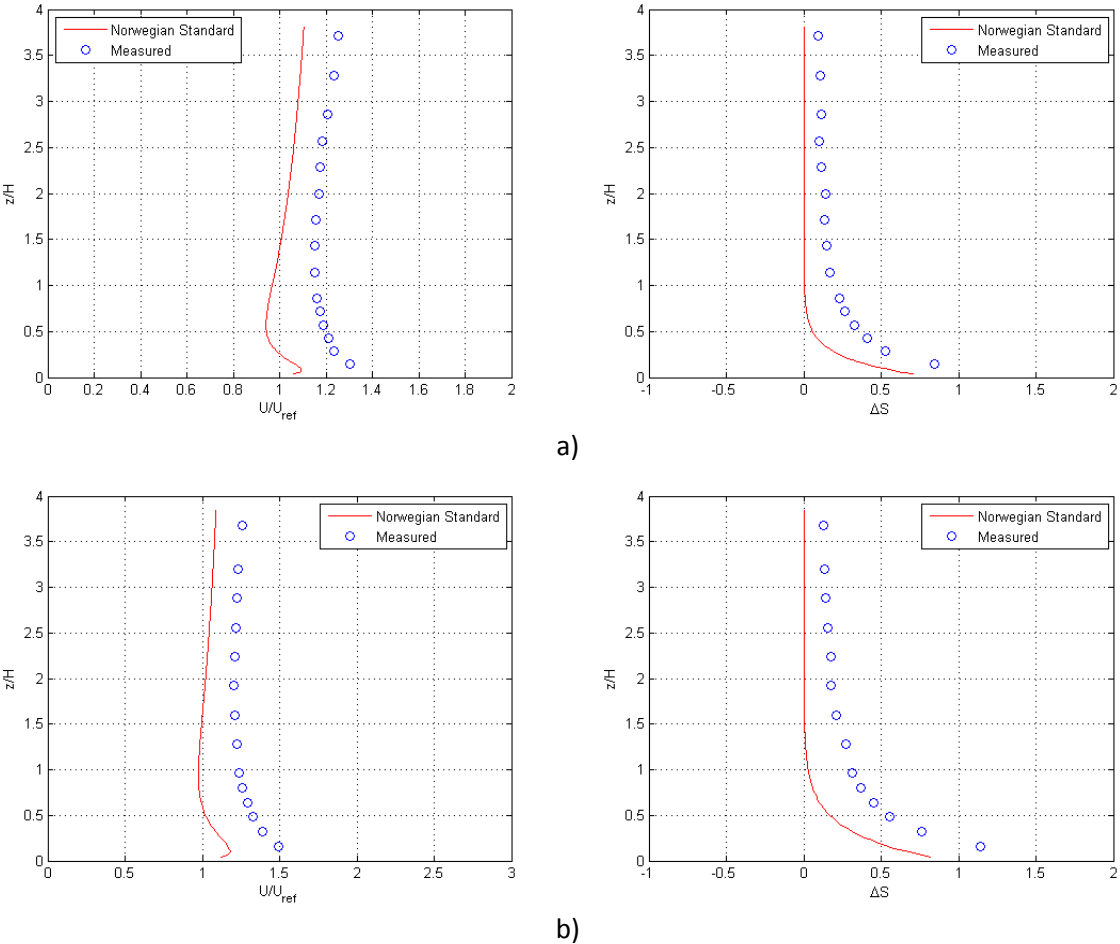 4
3.5
3
2.5
2
1.5
1
0.5
0
z/H
Norwegian Standard
Measured
0 0.2 0.4 0.6 0.8 1 1.2 1.4 1.6 1.8 2
U/U_ref
4
3.5
3
2.5
2
1.5
1
0.5
0
z/H
Norwegian Standard
Measured
-1 -0.5 0 0.5 1 1.5 2
ΔS
a)
4
3.5
3
2.5
2
1.5
1
0.5
0
z/H
Norwegian Standard
Measured
0 0.5 1 1.5 2 2.5 3
U/U_ref
4
3.5
3
2.5
2
1.5
1
0.5
0
z/H
Norwegian Standard
Measured
-1 -0.5 0 0.5 1 1.5 2
ΔS
b)